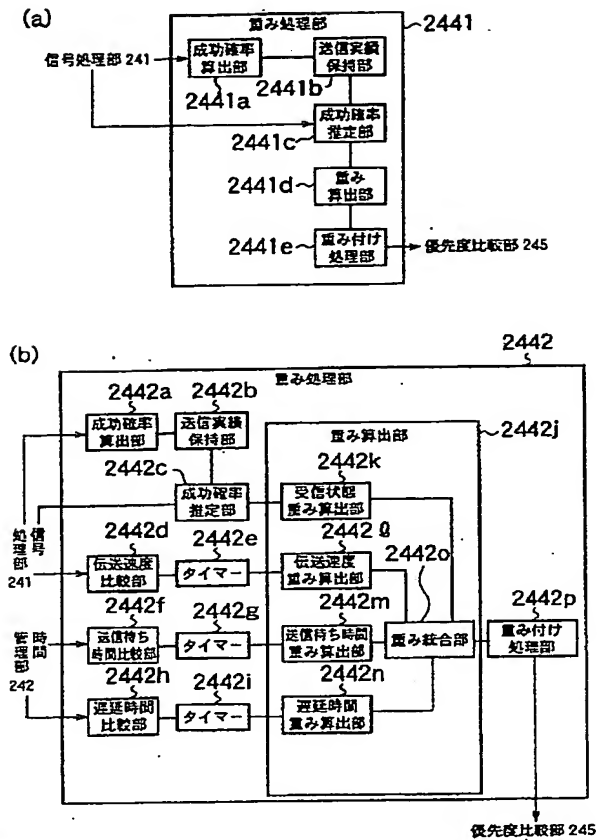 (a)
重み処理部
2441
信号処理部 241
成功確率
算出部
送信実績
保持部
2441a
2441b
成功確率
推定部
2441c
2441d
重み
算出部
2441e
重み付け
処理部
優先度比較部 245
(b)
2442
重み処理部
2442a
2442b
成功確率
算出部
送信実績
保持部
2442j
重み算出部
2442c
2442k
成功確率
推定部
受信状態
重み算出部
信号
処理部
241
2442d
2442e
2442ℓ
2442o
伝送速度
比較部
タイマー
伝送速度
重み算出部
2442f
2442g
2442m
2442p
時間
管理部
242
送信待ち
時間比較部
タイマー
送信待ち時間
重み算出部
重み統合部
重み付け
処理部
2442h
2442i
2442n
遅延時間
比較部
タイマー
遅延時間
重み算出部
優先度比較部 245